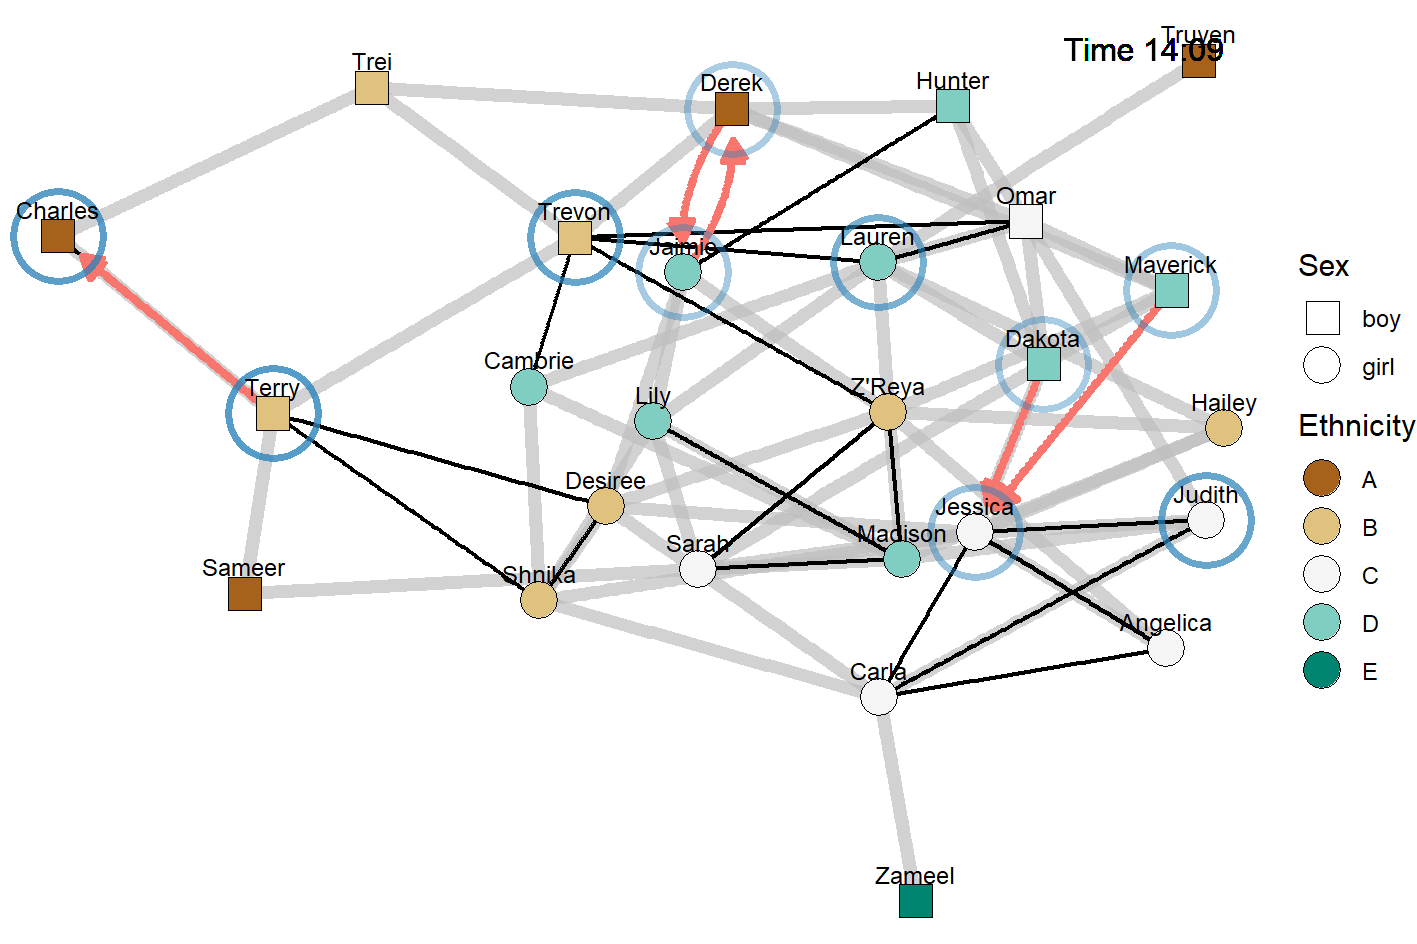 Truyen
Time 14.09
Trei
Derek
Hunter
Omar
Charles
Trevon
Lauren
Jaimie
Maverick
Sex
boy
Dakota
Cambrie
girl
Terry
Z'Reya
Lily
Hailey
Ethnicity
A
Desiree
Judith
Jessica
B
Madison
Sarah
Sameer
Shnika
C
Angelica
D
Carla
E
Zameel